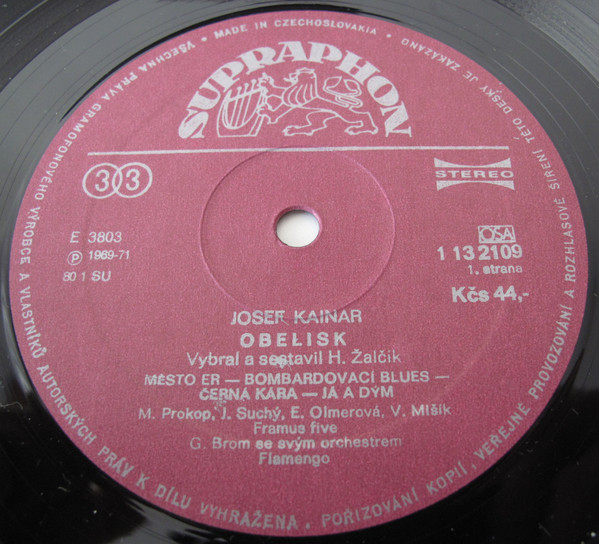 VŠECHNA PRÁVA GRAMOFONOVÉHO VÝROBCE A VLASTNÍKŮ AUTORSKÝCH PRÁV K DÍLU VYHRAŽENA. POŘIZOVÁNÍ KOPIÍ, VEŘEJNÉ PROVOZOVÁNÍ A ROZHLASOVÉ ŠÍŘENÍ TÉTO DESKY JE ZAKÁZÁNO • MADE IN CZECHOSLOVAKIA •
SUPRAPHON
33
STEREO
E 3803
Ⓟ 1969-71
80 1 SU
OSA
1 13 2109
1. strana
Kčs 44,-
JOSEF KAINAR
OBELISK
Vybral a sestavil H. Žalčik
MĚSTO ER — BOMBARDOVACÍ BLUES —
ČERNÁ KÁRA — JÁ A DÝM
M. Prokop, J. Suchý, E. Olmerová, V. Mišík
Framus five
G. Brom se svým orchestrem
Flamengo